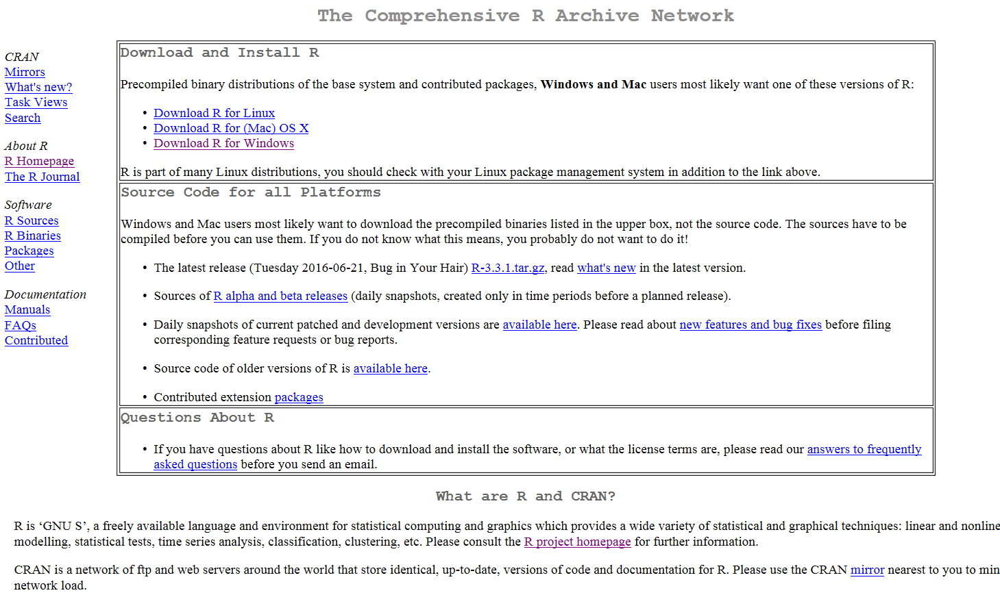 The Comprehensive R Archive Network
CRAN
Mirrors
What's new?
Task Views
Search
About R
R Homepage
The R Journal
Software
R Sources
R Binaries
Packages
Other
Documentation
Manuals
FAQs
Contributed
Download and Install R
Precompiled binary distributions of the base system and contributed packages, Windows and Mac users most likely want one of these versions of R:
• Download R for Linux
• Download R for (Mac) OS X
• Download R for Windows
R is part of many Linux distributions, you should check with your Linux package management system in addition to the link above.
Source Code for all Platforms
Windows and Mac users most likely want to download the precompiled binaries listed in the upper box, not the source code. The sources have to be
compiled before you can use them. If you do not know what this means, you probably do not want to do it!
• The latest release (Tuesday 2016-06-21, Bug in Your Hair) R-3.3.1.tar.gz, read what's new in the latest version.
• Sources of R alpha and beta releases (daily snapshots, created only in time periods before a planned release).
• Daily snapshots of current patched and development versions are available here. Please read about new features and bug fixes before filing
corresponding feature requests or bug reports.
• Source code of older versions of R is available here.
• Contributed extension packages
Questions About R
• If you have questions about R like how to download and install the software, or what the license terms are, please read our answers to frequently
asked questions before you send an email.
What are R and CRAN?
R is ‘GNU S’, a freely available language and environment for statistical computing and graphics which provides a wide variety of statistical and graphical techniques: linear and nonline
modelling, statistical tests, time series analysis, classification, clustering, etc. Please consult the R project homepage for further information.
CRAN is a network of ftp and web servers around the world that store identical, up-to-date, versions of code and documentation for R. Please use the CRAN mirror nearest to you to min
network load.